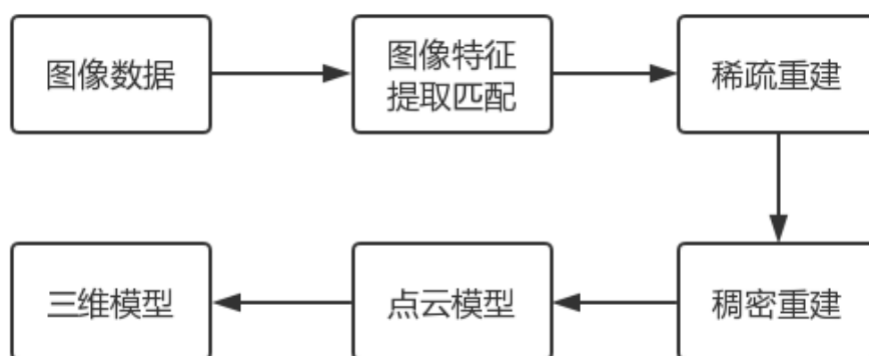 图像数据
图像特征
提取匹配
稀疏重建
三维模型
点云模型
稠密重建